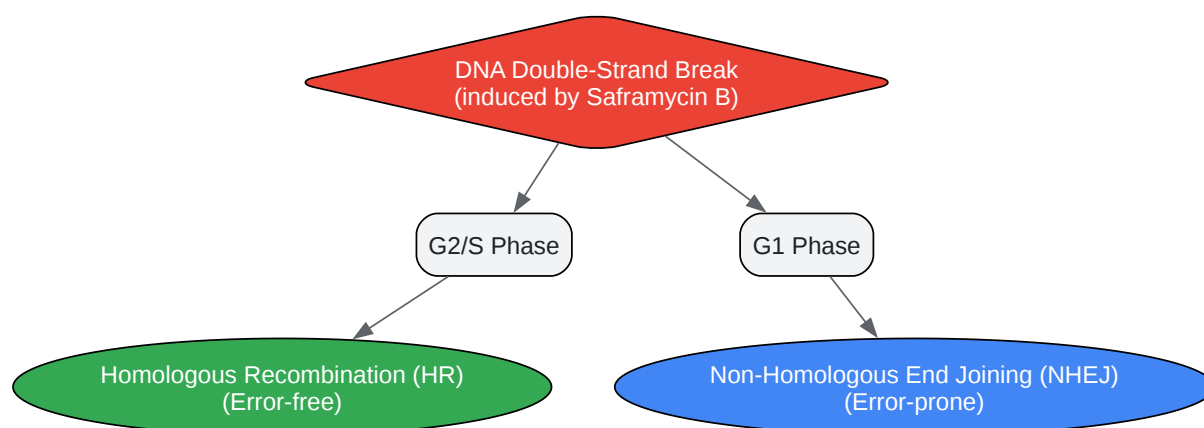 DNA Double-Strand Break
(induced by Saframycin B)
G2/S Phase
G1 Phase
Homologous Recombination (HR)
(Error-free)
Non-Homologous End Joining (NHEJ)
(Error-prone)